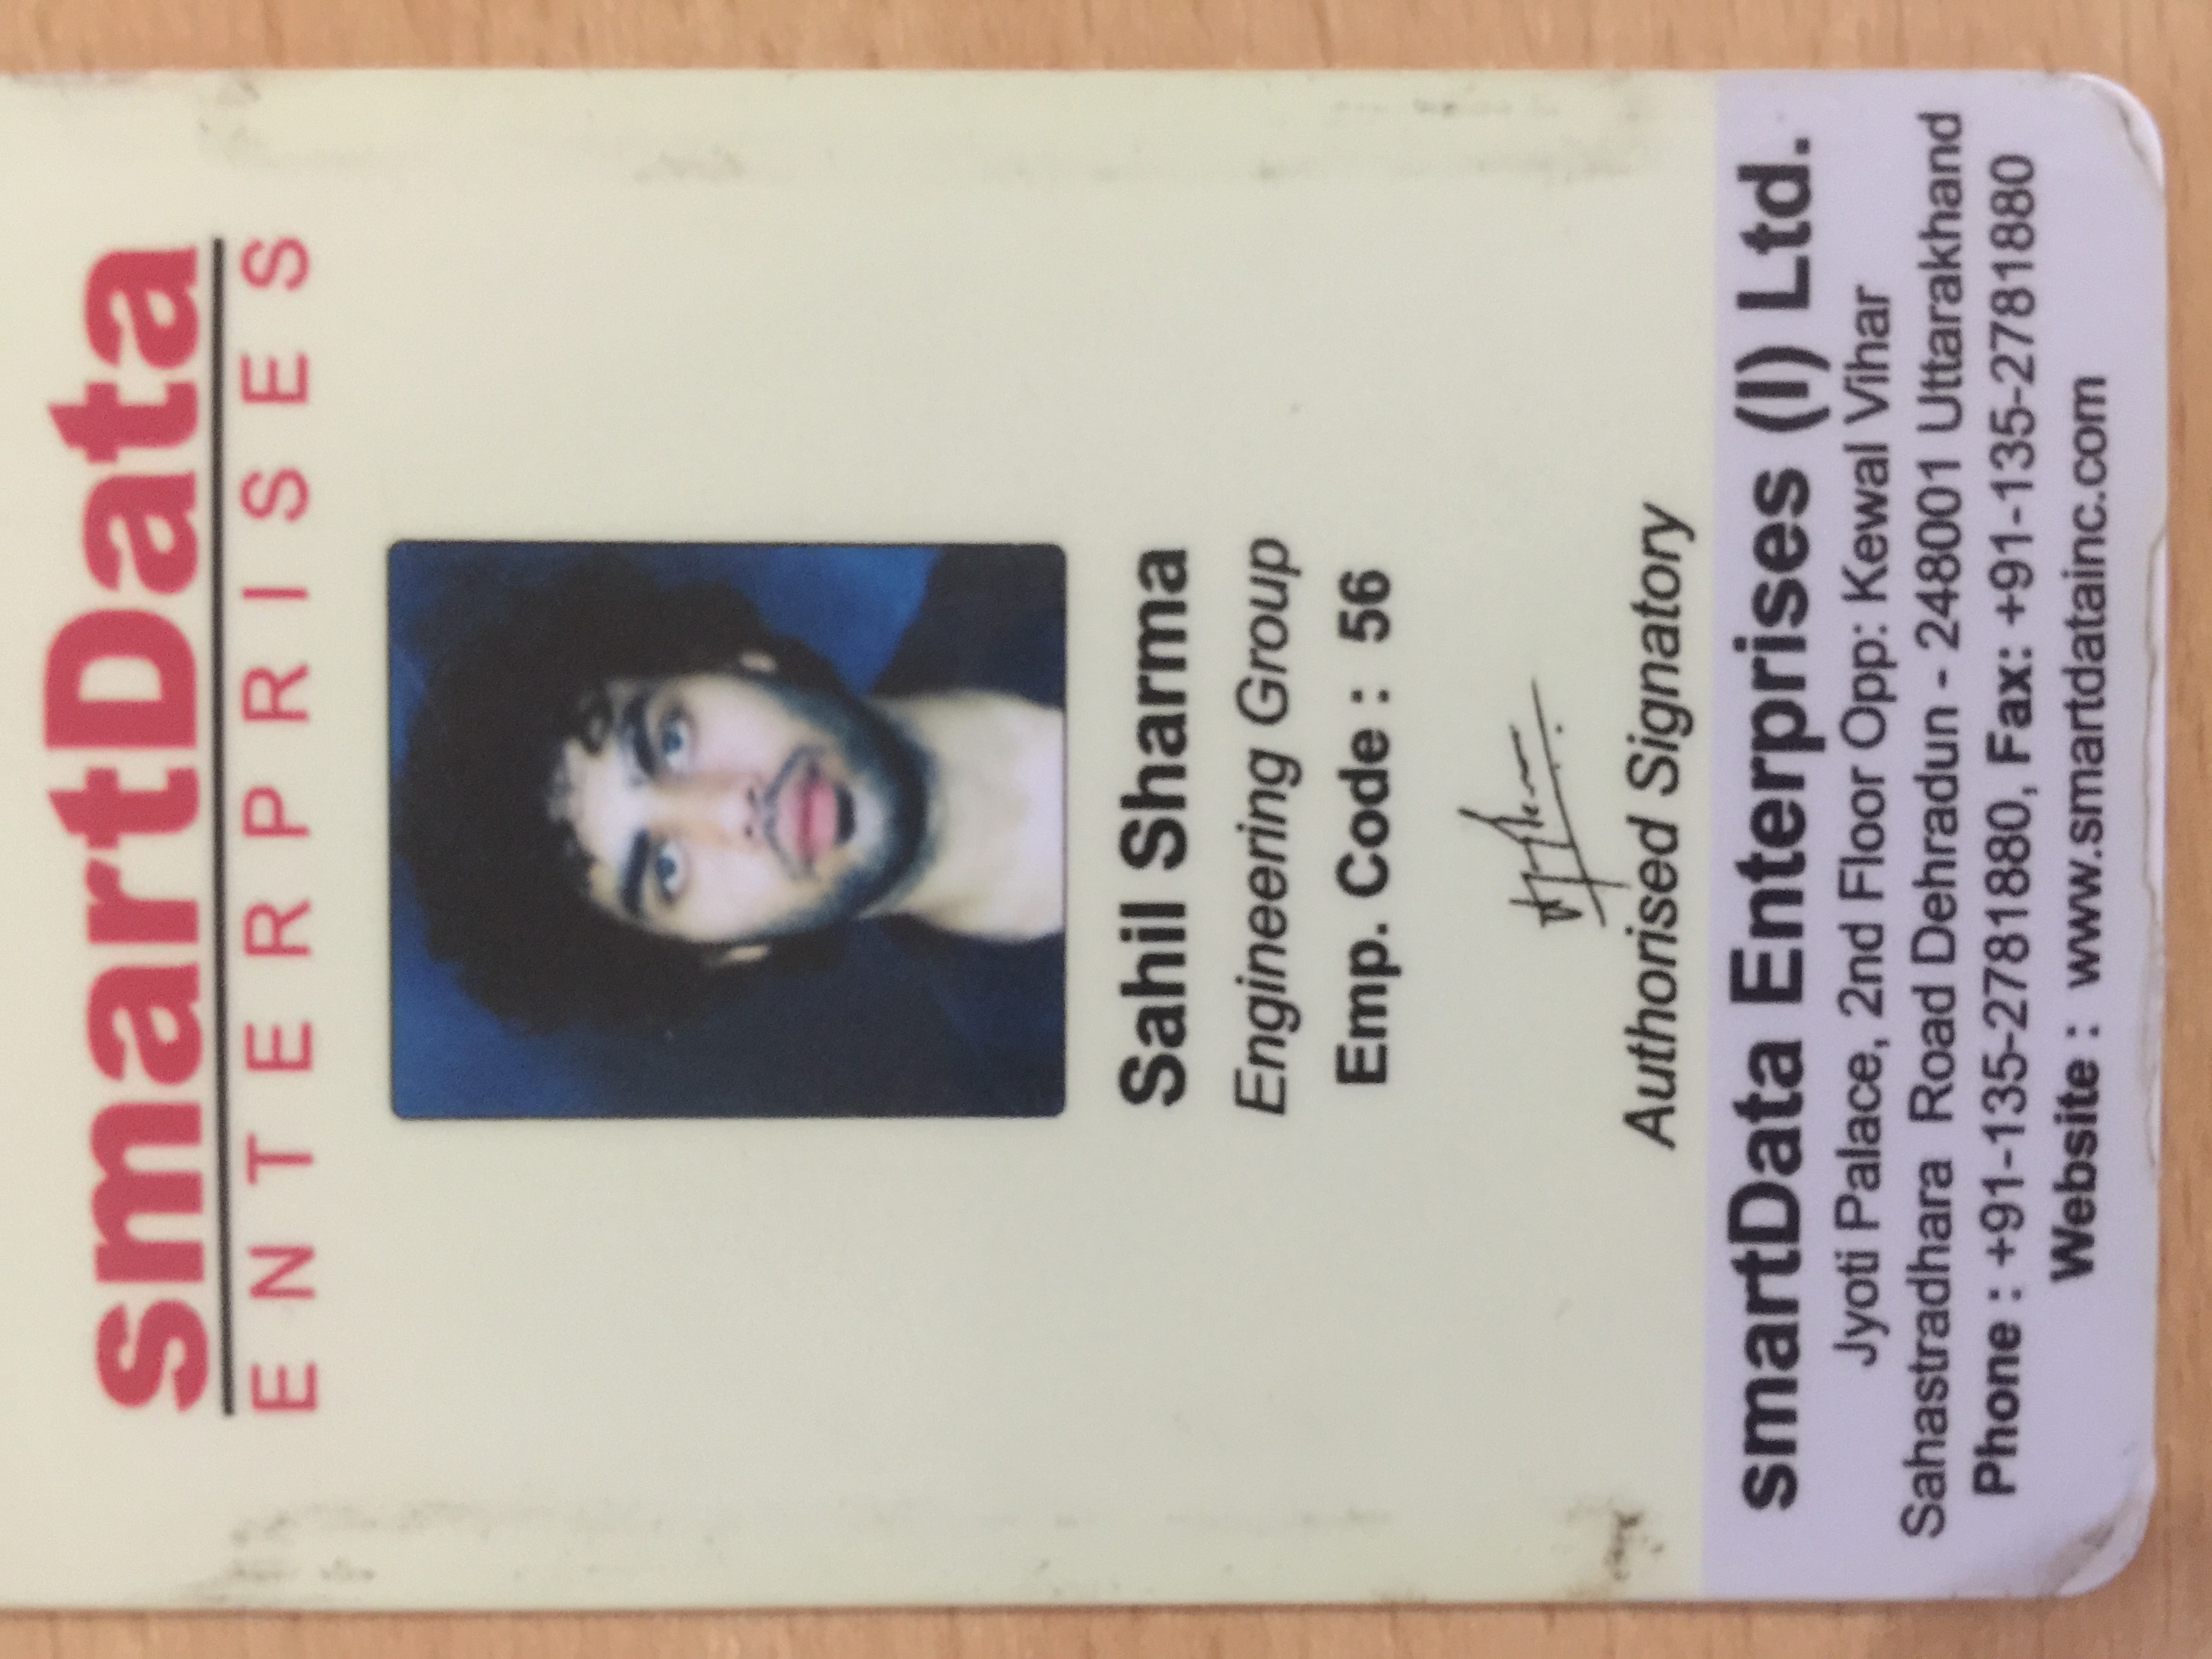 smartData
ENTERPRISES
Sahil Sharma
Engineering Group
Emp. Code : 56
Authorised Signatory
smartData Enterprises (I) Ltd.
Jyoti Palace, 2nd Floor Opp: Kewal Vihar
Sahastradhara Road Dehradun - 248001 Uttarakhand
Phone : +91-135-2781880, Fax: +91-135-2781880
Website : www.smartdatainc.com